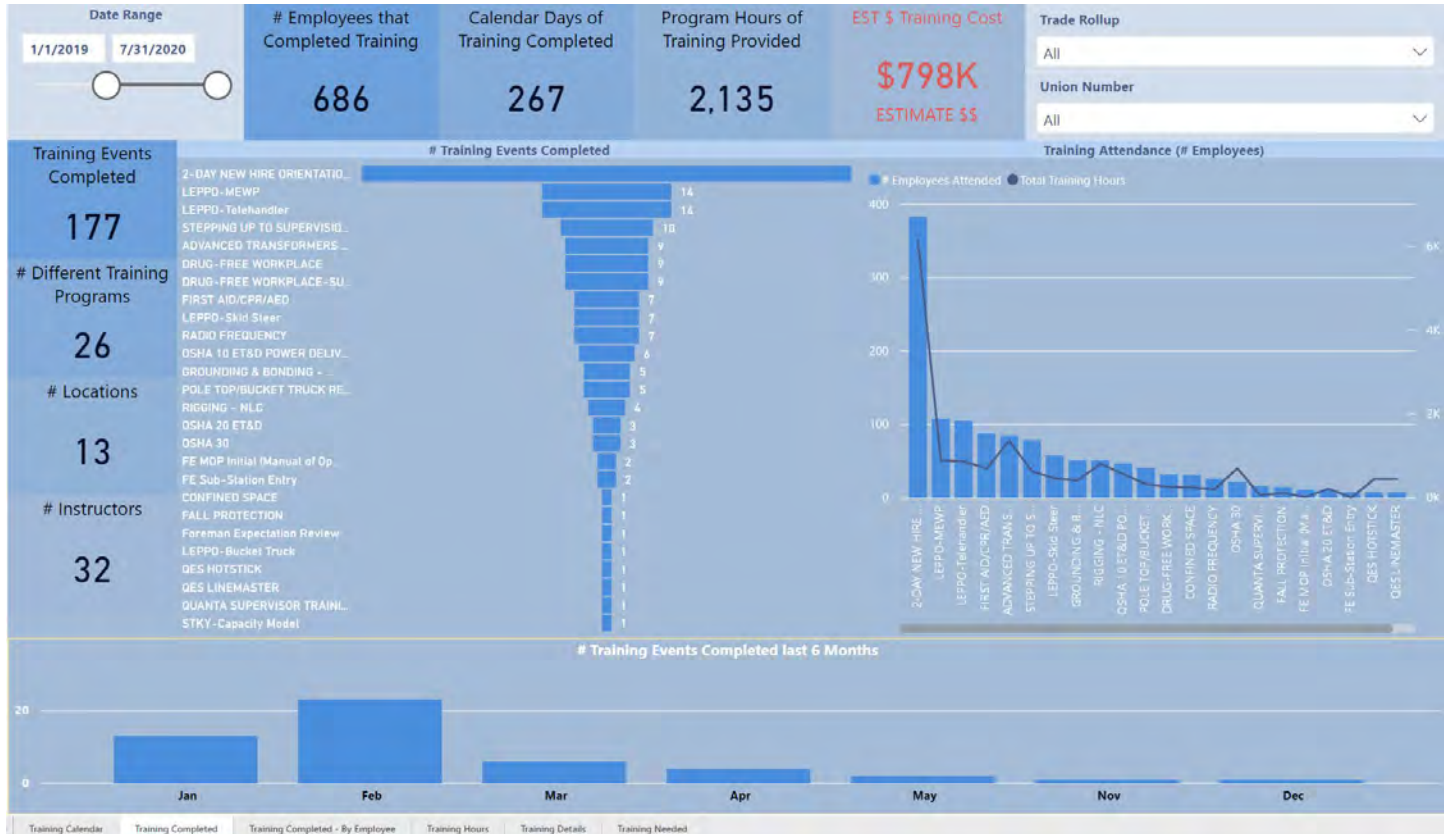 Date Range
1/1/2019 7/31/2020
# Employees that
Completed Training
686
Calendar Days of
Training Completed
267
Program Hours of
Training Provided
2,135
EST $ Training Cost
$798K
ESTIMATE $$
Trade Rollup
All
Union Number
All
Training Events
Completed
177
# Different Training
Programs
26
# Locations
13
# Instructors
32
# Training Events Completed
2-DAY NEW HIRE ORIENTATIO...
LEPPO-MEWP 14
LEPPO-Telehandler 14
STEPPING UP TO SUPERVISIO... 10
ADVANCED TRANSFORMERS ... 9
DRUG-FREE WORKPLACE 9
DRUG-FREE WORKPLACE-SU... 9
FIRST AID/CPR/AED 7
LEPPO-Skid Steer 7
RADIO FREQUENCY 7
OSHA 10 ET&D POWER DELIV... 6
GROUNDING & BONDING - ... 5
POLE TOP/BUCKET TRUCK RE... 5
RIGGING - NLC 4
OSHA 20 ET&D 3
OSHA 30 3
FE MOP Initial (Manual of Op... 2
FE Sub-Station Entry 2
CONFINED SPACE 1
FALL PROTECTION 1
Foreman Expectation Review 1
LEPPO-Bucket Truck 1
QES HOTSTICK 1
QES LINEMASTER 1
QUANTA SUPERVISOR TRAINI... 1
STKY-Capacity Model 1
Training Attendance (# Employees)
# Employees Attended Total Training Hours
400
300
200
100
0
6K
4K
2K
0K
2-DAY NEW HIRE ...
LEPPO-MEWP
LEPPO-Telehandler
FIRST AID/CPR/AED
ADVANCED TRANS...
STEPPING UP TO S...
LEPPO-Skid Steer
GROUNDING & B...
RIGGING - NLC
OSHA 10 ET&D PO...
POLE TOP/BUCKET...
DRUG-FREE WORK...
CONFINED SPACE
RADIO FREQUENCY
OSHA 30
QUANTA SUPERVI...
FALL PROTECTION
FE MOP Initial (Ma...
OSHA 20 ET&D
FE Sub-Station Entry
QES HOTSTICK
QES LINEMASTER
# Training Events Completed last 6 Months
20
0
Jan Feb Mar Apr May Nov Dec
Training Calendar Training Completed Training Completed - By Employee Training Hours Training Details Training Needed